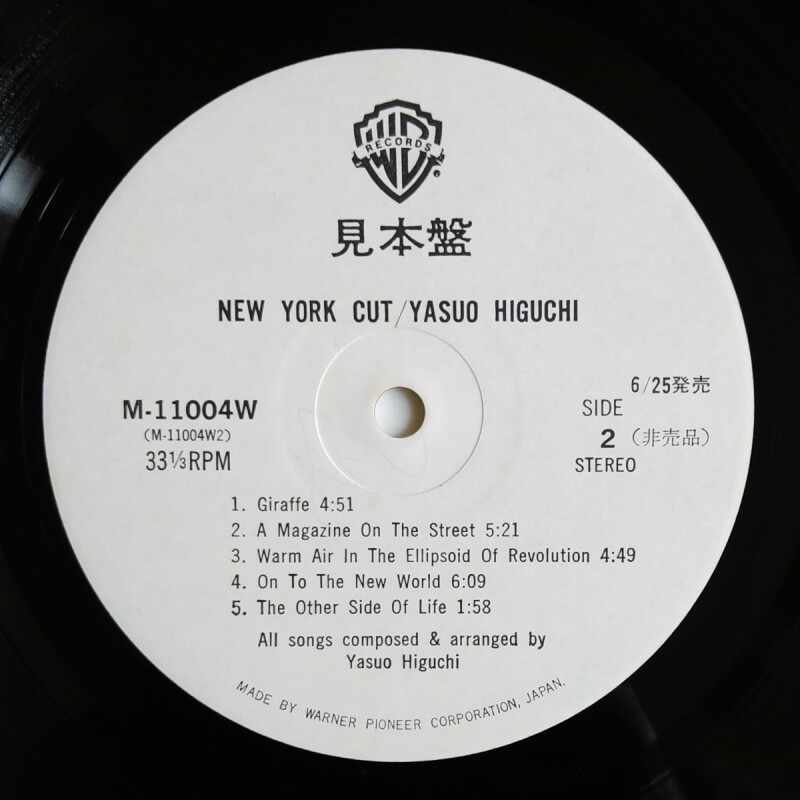 WB
RECORDS
見本盤
NEW YORK CUT/YASUO HIGUCHI
6/25発売
M-11004W
SIDE
(M-11004W2)
2 (非売品)
33⅓RPM
STEREO
1. Giraffe 4:51
2. A Magazine On The Street 5:21
3. Warm Air In The Ellipsoid Of Revolution 4:49
4. On To The New World 6:09
5. The Other Side Of Life 1:58
All songs composed & arranged by
Yasuo Higuchi
MADE BY WARNER PIONEER CORPORATION, JAPAN.